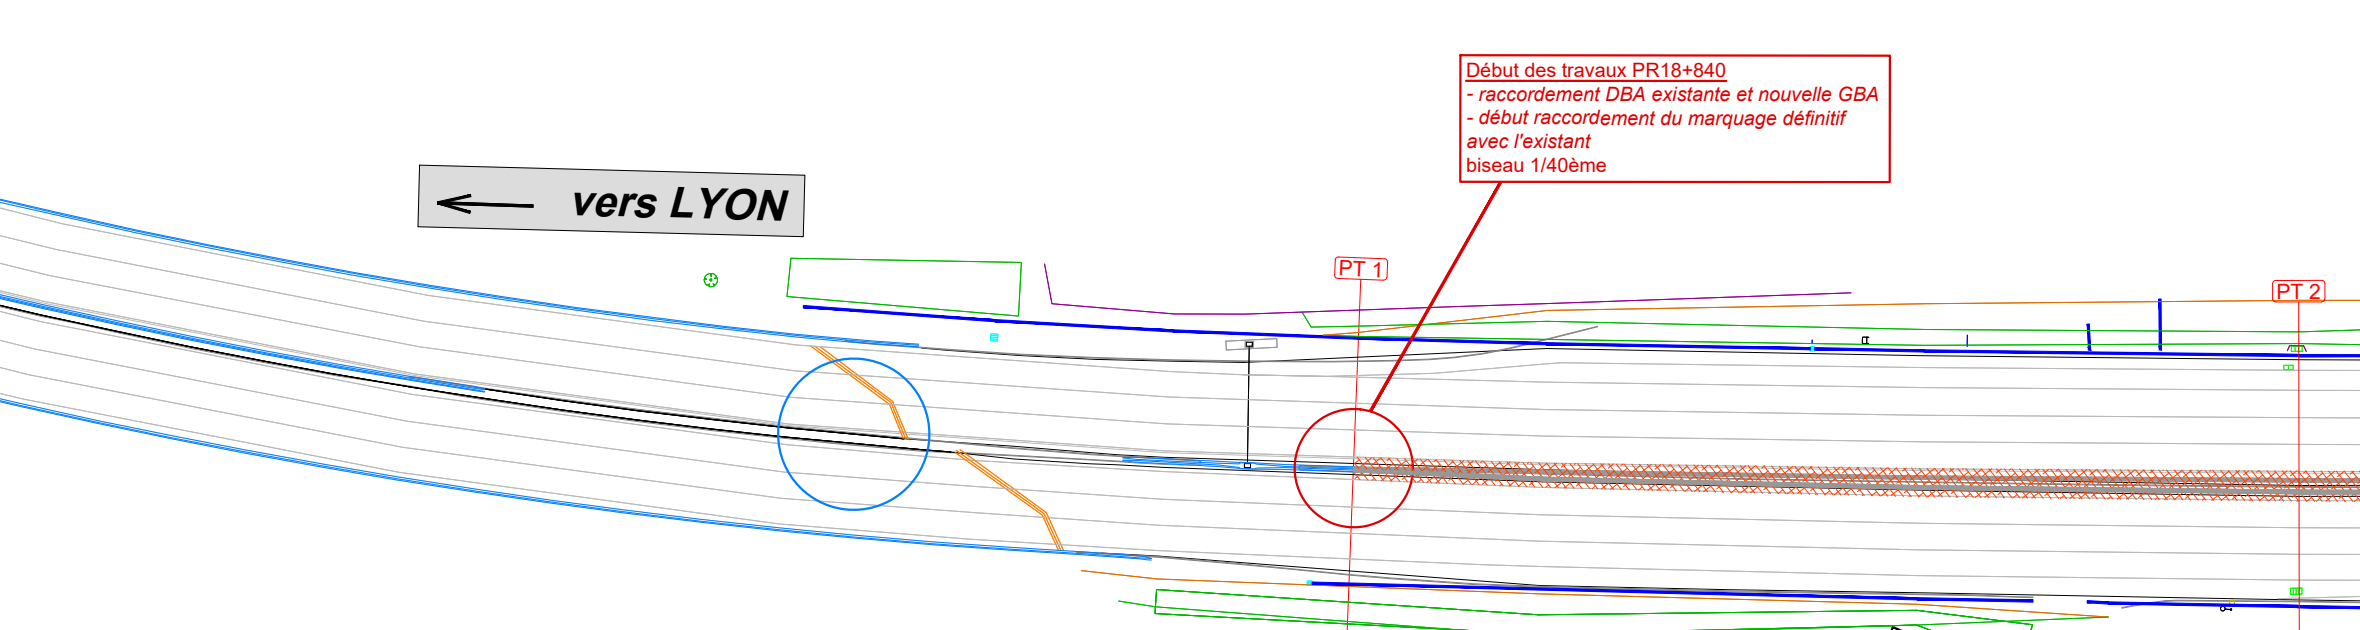 Début des travaux PR18+840
- raccordement DBA existante et nouvelle GBA
- début raccordement du marquage définitif
avec l'existant
biseau 1/40ème
vers LYON
PT 1
PT 2